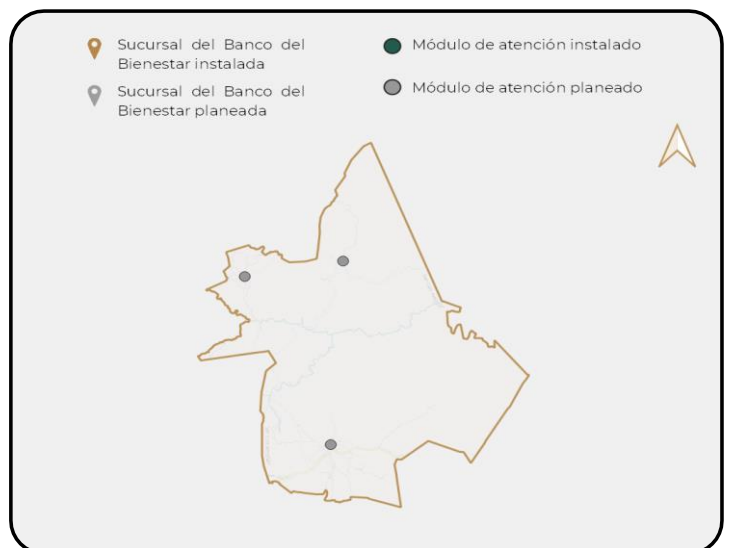 Sucursal del Banco del
Bienestar instalada
Sucursal del Banco del
Bienestar planeada
Módulo de atención instalado
Módulo de atención planeado